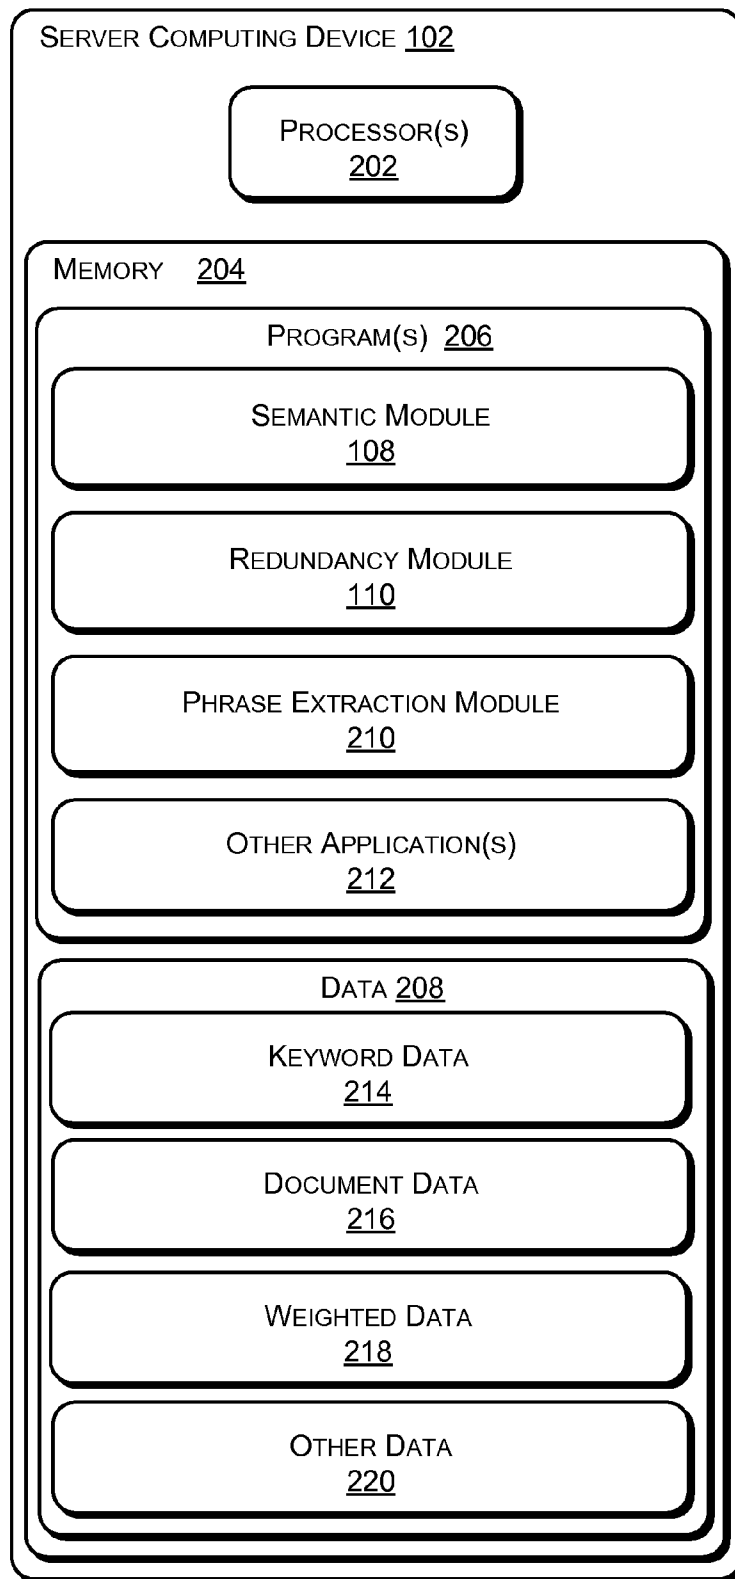 Server Computing Device 102
Processor(s)
202
Memory 204
Program(s) 206
Semantic Module
108
Redundancy Module
110
Phrase Extraction Module
210
Other Application(s)
212
Data 208
Keyword Data
214
Document Data
216
Weighted Data
218
Other Data
220